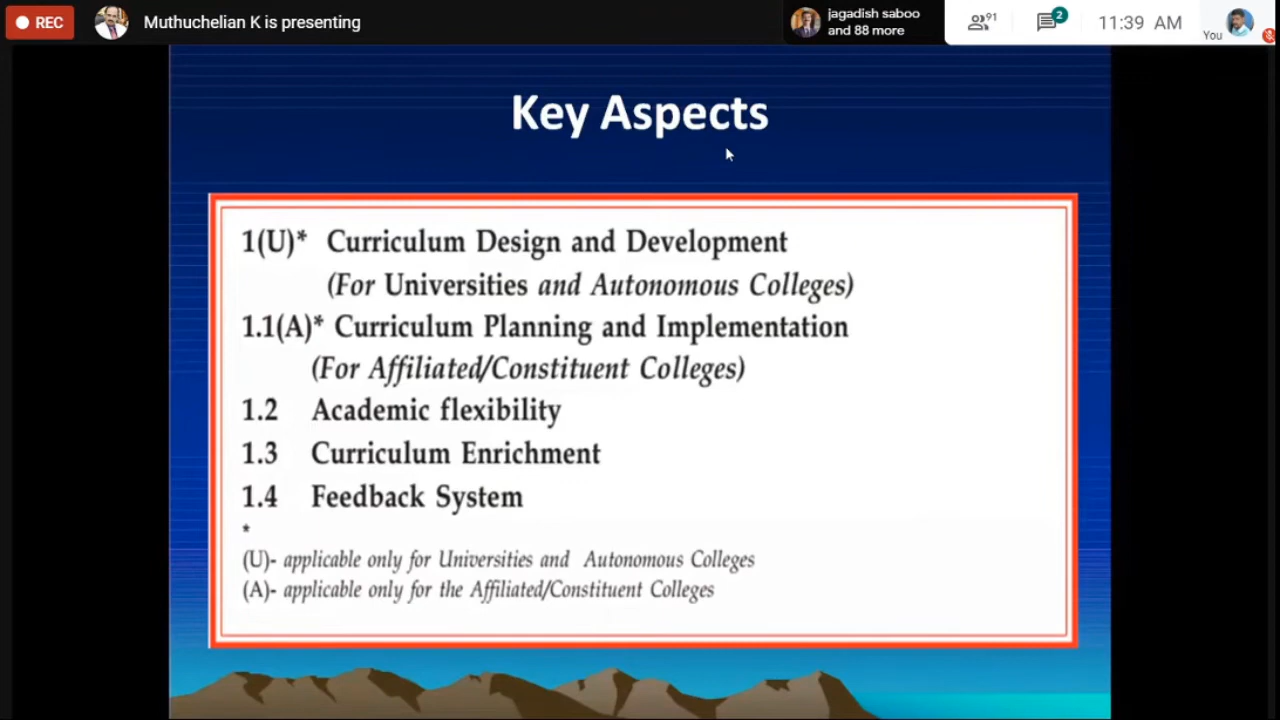 REC
Muthuchelian K is presenting
jagadish saboo
and 88 more
91
2
11:39 AM
You
Key Aspects
1(U)* Curriculum Design and Development
(For Universities and Autonomous Colleges)
1.1(A)* Curriculum Planning and Implementation
(For Affiliated/Constituent Colleges)
1.2 Academic flexibility
1.3 Curriculum Enrichment
1.4 Feedback System
*
(U)- applicable only for Universities and Autonomous Colleges
(A)- applicable only for the Affiliated/Constituent Colleges